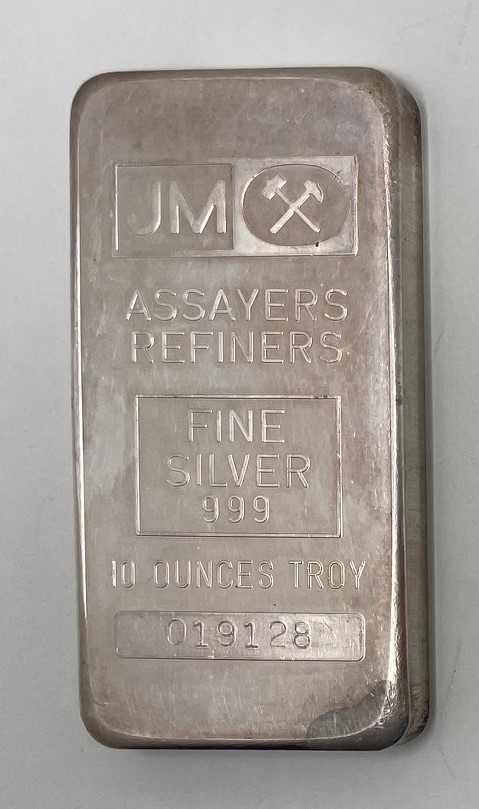 JM
ASSAYERS
REFINERS
FINE
SILVER
999
10 OUNCES TROY
019128